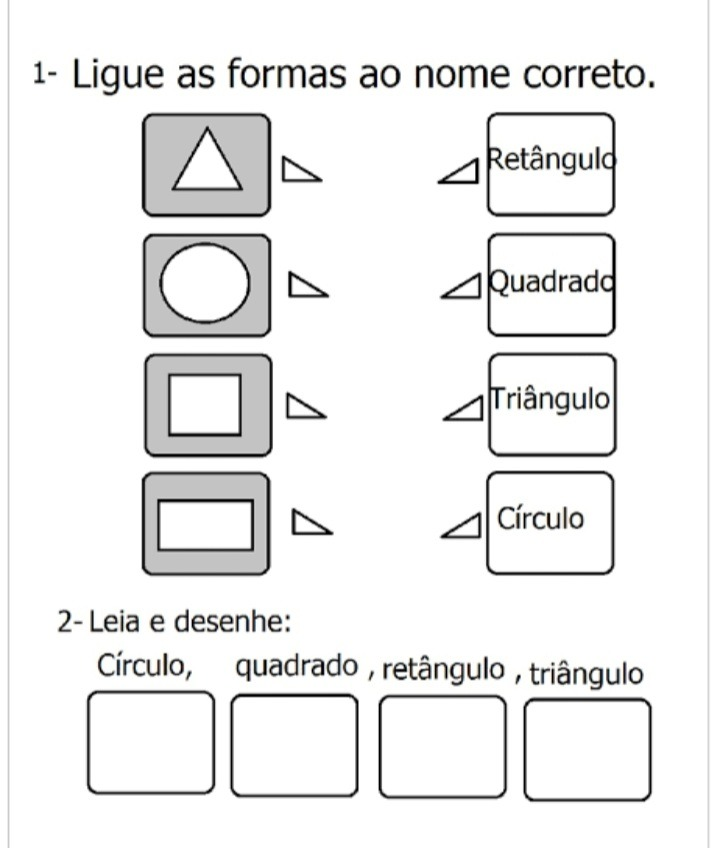 1- Ligue as formas ao nome correto.
Retângulo
Quadrado
Triângulo
Círculo
2- Leia e desenhe:
Círculo, quadrado , retângulo , triângulo